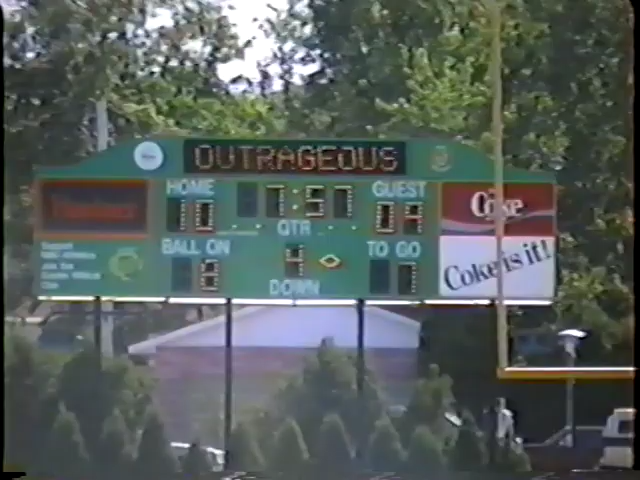 OUTRAGEOUS
HOME 7:57 GUEST
10 QTR 04
BALL ON 4 TO GO
8 DOWN 7
Coke
Coke is it!
Support